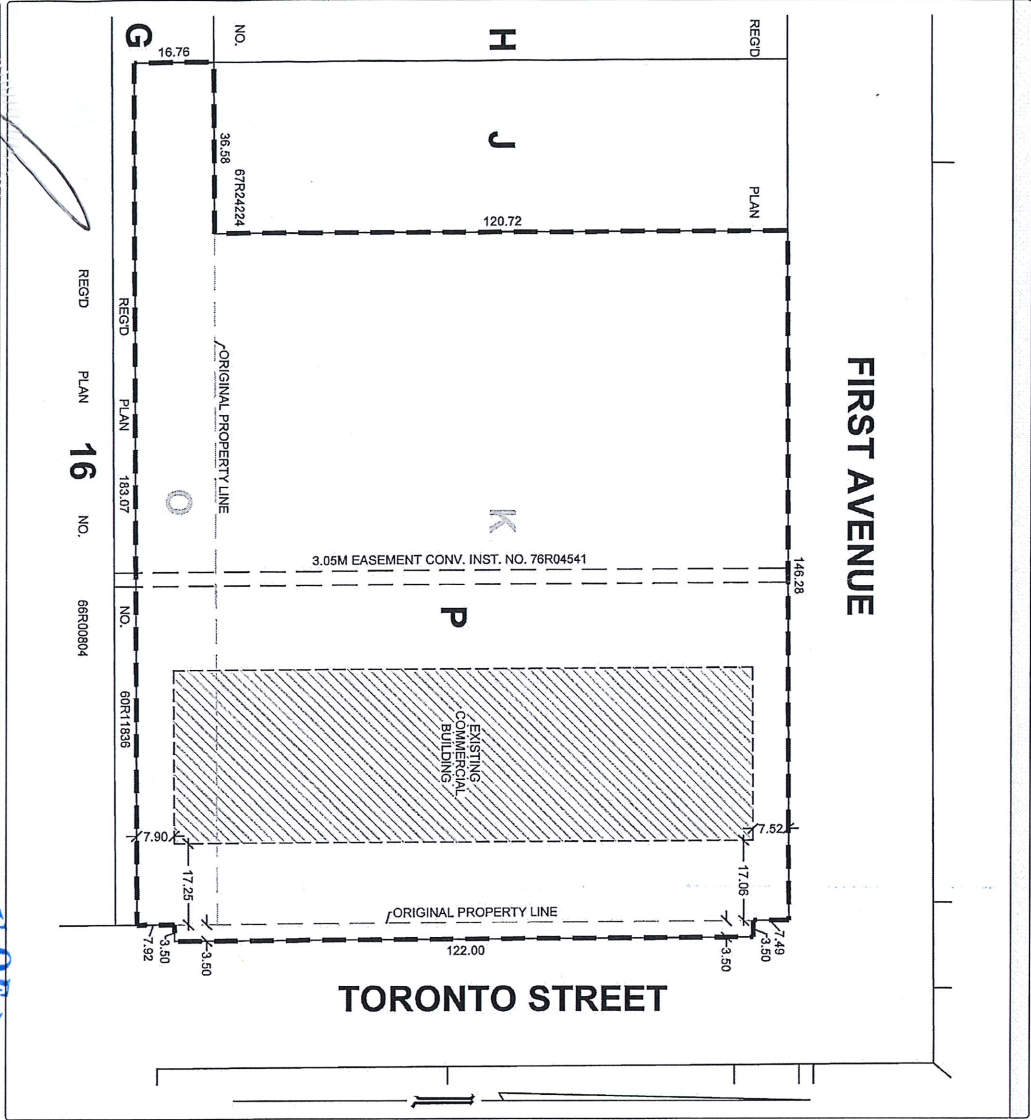 G
16.76
NO.
H
REG'D
J
PLAN
36.58
67R24224
120.72
FIRST AVENUE
REG'D PLAN 16 NO. 66R00804
REG'D PLAN 183.07 NO. 60R11836
ORIGINAL PROPERTY LINE
O
K
3.05M EASEMENT CONV. INST. NO. 76R04541
146.28
P
EXISTING
COMMERCIAL
BUILDING
7.90
7.52
17.25
17.06
ORIGINAL PROPERTY LINE
7.92
3.50
3.50
122.00
3.50
3.50
7.49
TORONTO STREET